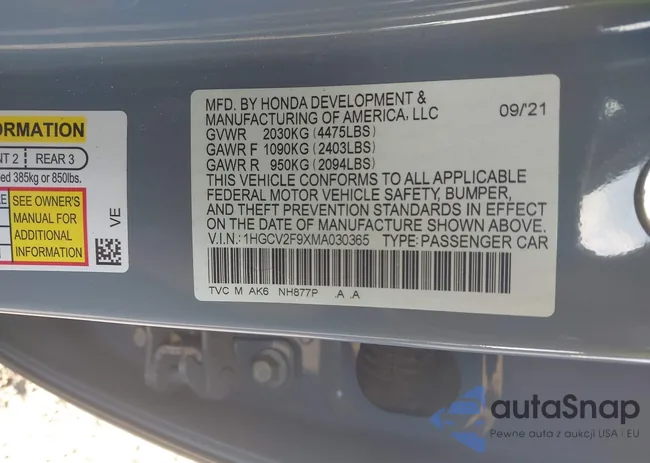 ORMATION
NT 2 REAR 3
ed 385kg or 850lbs.
SEE OWNER'S
MANUAL FOR
ADDITIONAL
INFORMATION
VE
MFD. BY HONDA DEVELOPMENT &
MANUFACTURING OF AMERICA, LLC
09/'21
GVWR 2030KG (4475LBS)
GAWR F 1090KG (2403LBS)
GAWR R 950KG (2094LBS)
THIS VEHICLE CONFORMS TO ALL APPLICABLE
FEDERAL MOTOR VEHICLE SAFETY, BUMPER,
AND THEFT PREVENTION STANDARDS IN EFFECT
ON THE DATE OF MANUFACTURE SHOWN ABOVE.
V.I.N.: 1HGCV2F9XMA030365 TYPE: PASSENGER CAR
TVC M AK6 NH877P .A .A
autaSnap
Pewne auta z aukcji USA i EU